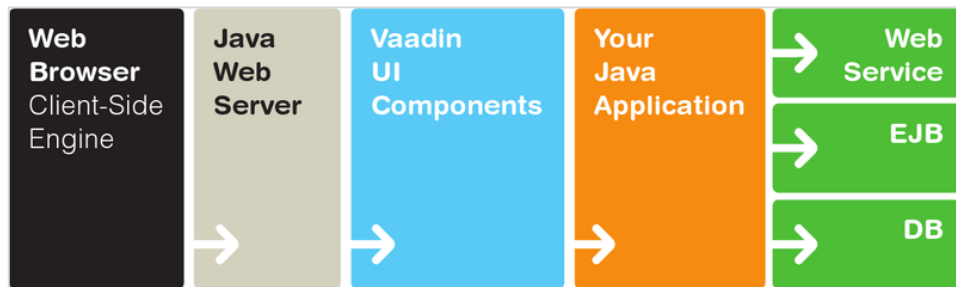 Web
Browser
Client-Side
Engine
Java
Web
Server
Vaadin
UI
Components
Your
Java
Application
Web
Service
EJB
DB